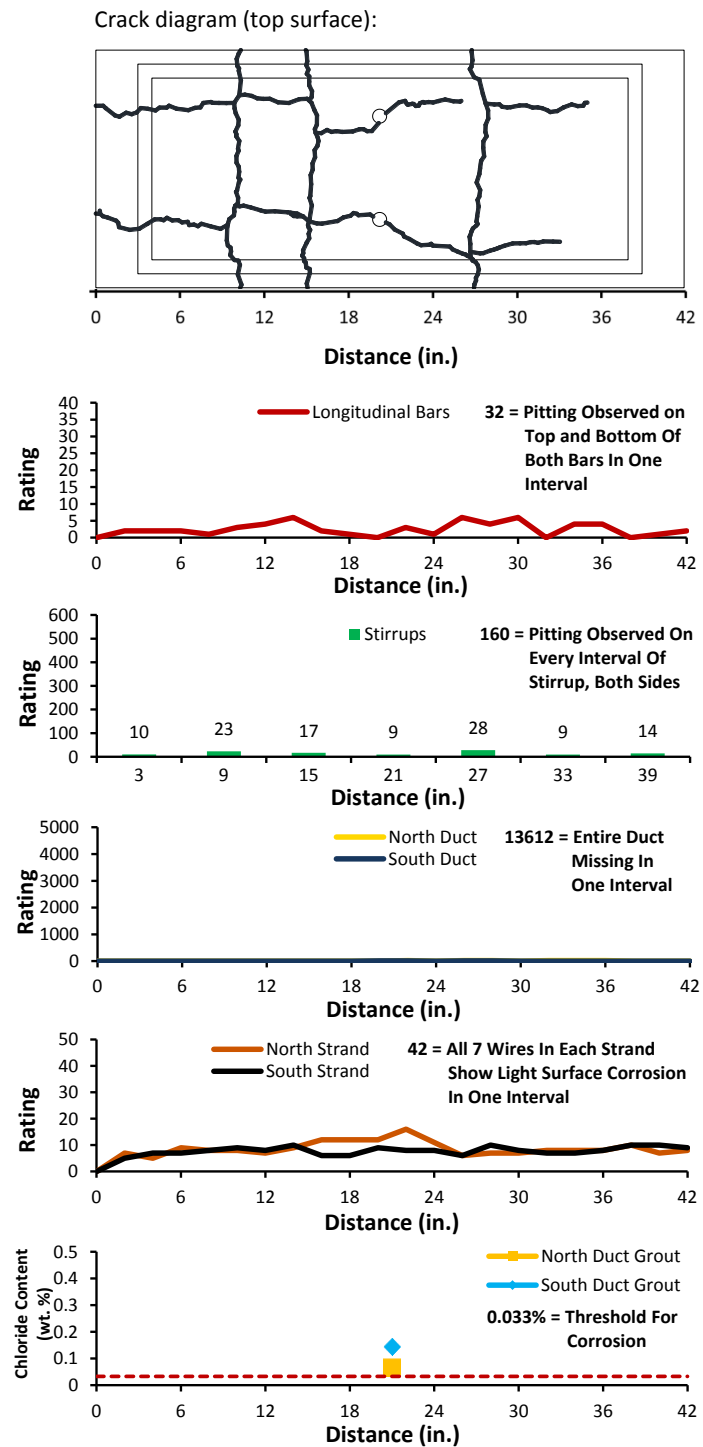 Crack diagram (top surface):
0 6 12 18 24 30 36 42
Distance (in.)
40
35
30
25
20
15
10
5
0
Rating
Longitudinal Bars
32 = Pitting Observed on
Top and Bottom Of
Both Bars In One
Interval
0 6 12 18 24 30 36 42
Distance (in.)
600
500
400
300
200
100
0
Rating
Stirrups
160 = Pitting Observed On
Every Interval Of
Stirrup, Both Sides
10 23 17 9 28 9 14
3 9 15 21 27 33 39
Distance (in.)
5000
4000
3000
2000
1000
0
Rating
North Duct
South Duct
13612 = Entire Duct
Missing In
One Interval
0 6 12 18 24 30 36 42
Distance (in.)
50
40
30
20
10
0
Rating
North Strand
South Strand
42 = All 7 Wires In Each Strand
Show Light Surface Corrosion
In One Interval
0 6 12 18 24 30 36 42
Distance (in.)
0.5
0.4
0.3
0.2
0.1
0
Chloride Content
(wt. %)
North Duct Grout
South Duct Grout
0.033% = Threshold For
Corrosion
0 6 12 18 24 30 36 42
Distance (in.)